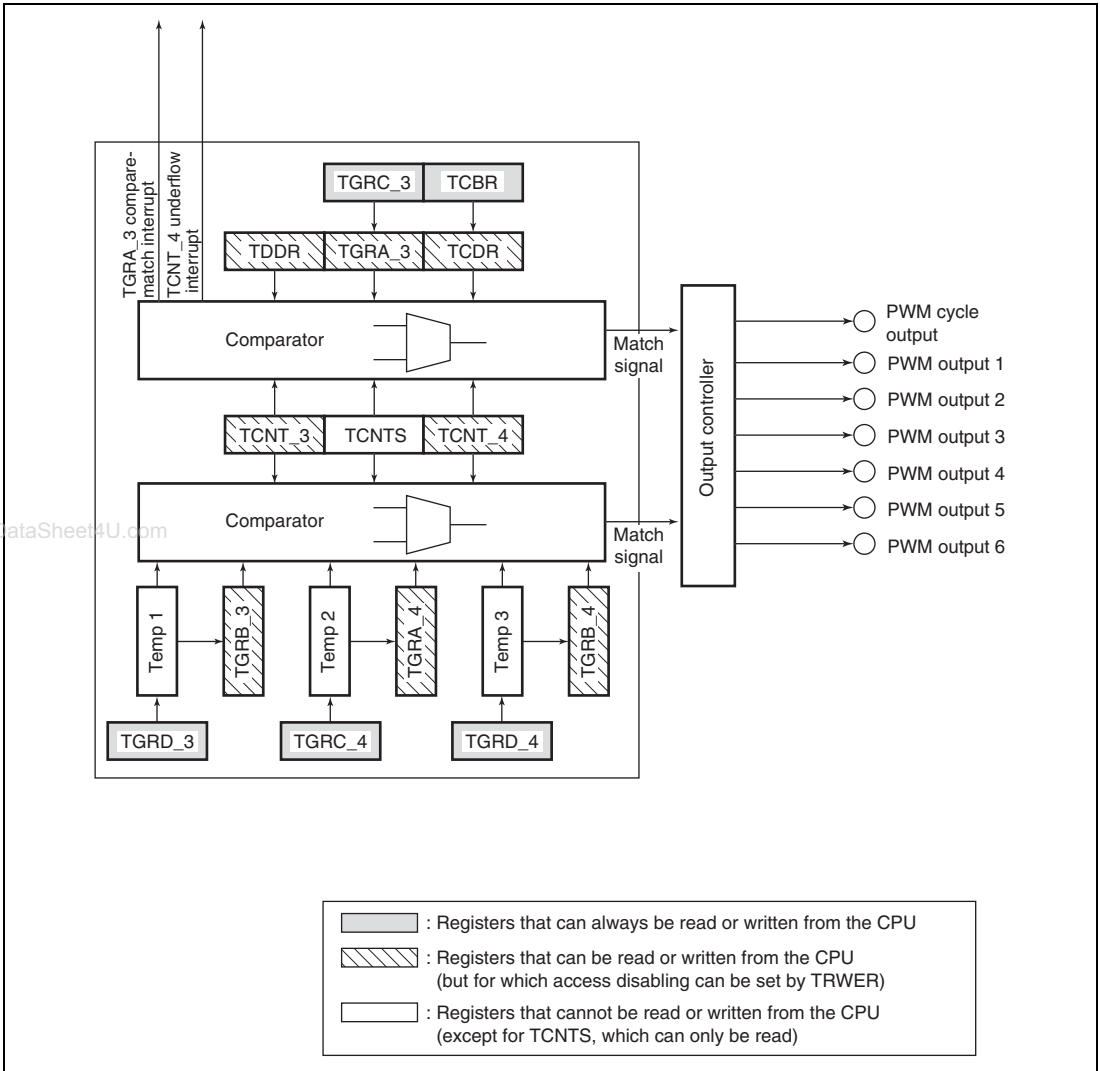 TGRA_3 compare-
match interrupt
TCNT_4 underflow
interrupt
TGRC_3
TCBR
TDDR
TGRA_3
TCDR
Comparator
Match
signal
TCNT_3
TCNTS
TCNT_4
Comparator
Match
signal
Output controller
PWM cycle
output
PWM output 1
PWM output 2
PWM output 3
PWM output 4
PWM output 5
PWM output 6
Temp 1
TGRB_3
Temp 2
TGRA_4
Temp 3
TGRB_4
TGRD_3
TGRC_4
TGRD_4
: Registers that can always be read or written from the CPU
: Registers that can be read or written from the CPU
(but for which access disabling can be set by TRWER)
: Registers that cannot be read or written from the CPU
(except for TCNTS, which can only be read)
ataSheet4U.com